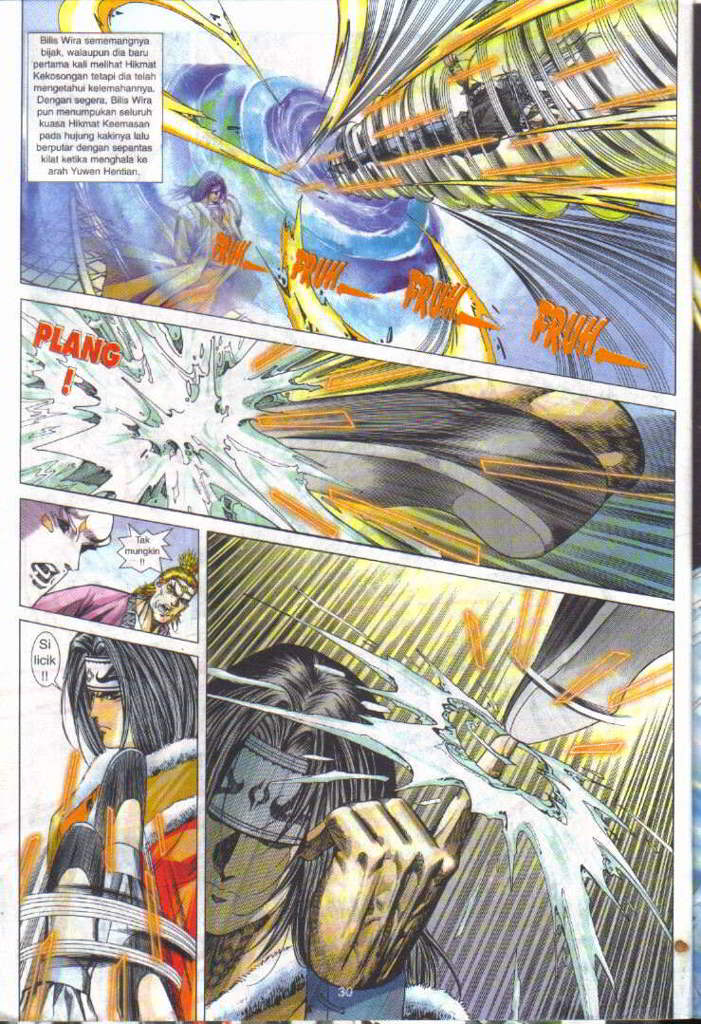 Bilis Wira sememangnya
bijak, walaupun dia baru
pertama kali melihat Hikmat
Kekosongan tetapi dia telah
mengetahui kelemahannya.
Dengan segera, Bilis Wira
pun menumpukan seluruh
kuasa Hikmat Keemasan
pada hujung kakinya lalu
berputar dengan sepantas
kilat ketika menghala ke
arah Yuwen Hentian.
FRUH
FRUH
FRUH
FRUH
PLANG
!
Tak
mungkin
!!
Si
licik
!!
30